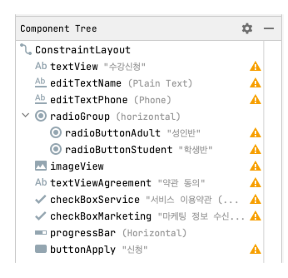 Component Tree
ConstraintLayout
Ab textView "수강신청"
Ab editTextName (Plain Text)
Ab editTextPhone (Phone)
radioGroup (horizontal)
radioButtonAdult "성인반"
radioButtonStudent "학생반"
imageView
Ab textViewAgreement "약관 동의"
checkBoxService "서비스 이용약관 (...
checkBoxMarketing "마케팅 정보 수신...
progressBar (Horizontal)
buttonApply "신청"